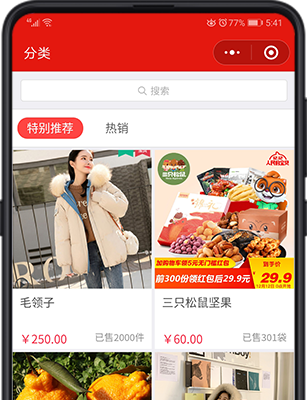 77% 5:41
分类
搜索
特别推荐 热销
三只松鼠
加购物车领5元无门槛红包
抢手价
前300份领红包后29.9元
29.9
毛领子
三只松鼠坚果
￥250.00 已售2000件
￥60.00 已售301袋